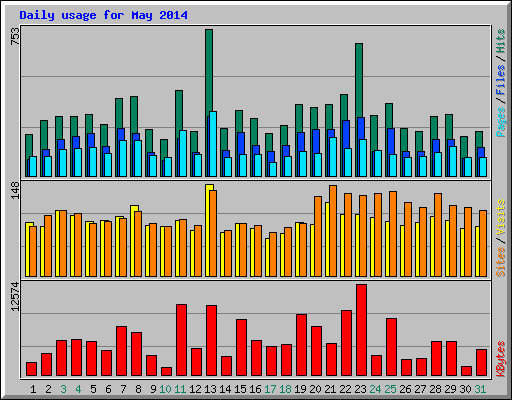 Daily usage for May 2014
753
148
12574
Pages / Files / Hits
Sites / Visits
KBytes
1 2 3 4 5 6 7 8 9 10 11 12 13 14 15 16 17 18 19 20 21 22 23 24 25 26 27 28 29 30 31